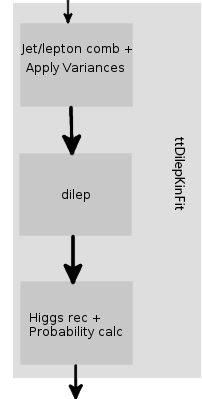 Jet/lepton comb +
Apply Variances
dilep
Higgs rec +
Probability calc
ttDilepKinFit